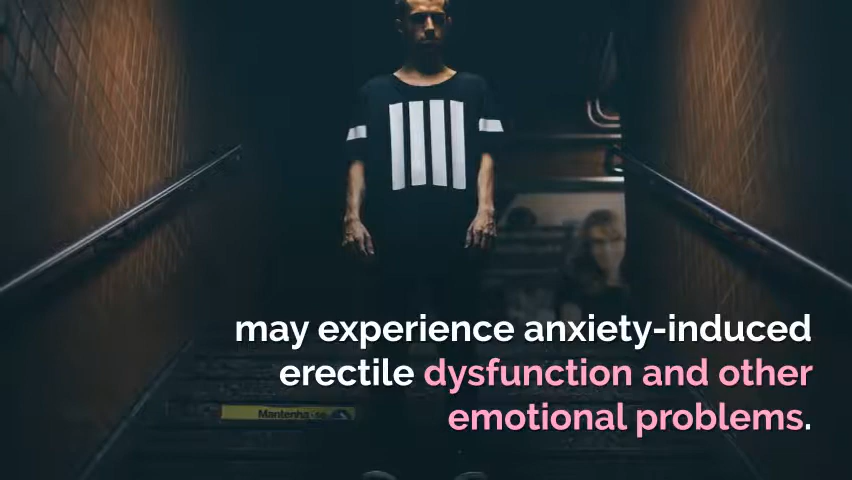 may experience anxiety-induced
erectile dysfunction and other
emotional problems.
Mantenha-se